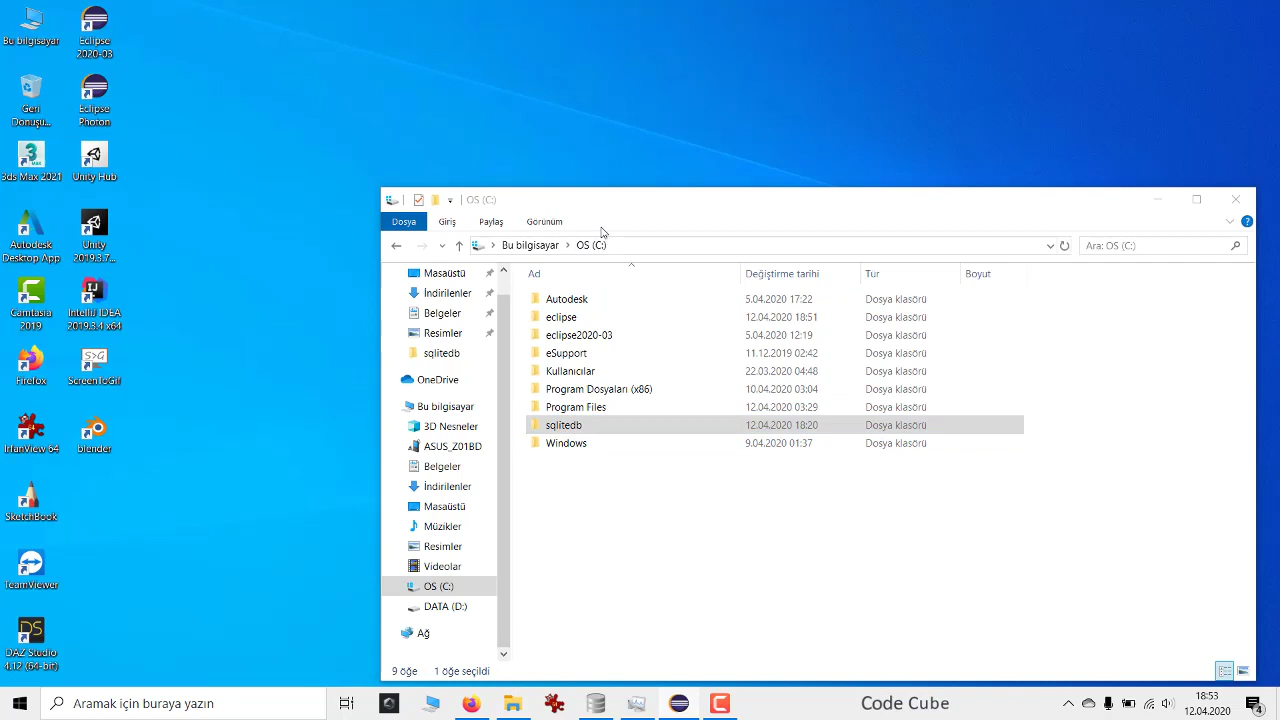 Bu bilgisayar
Eclipse
2020-03
Geri
Dönüşü...
Eclipse
Photon
3ds Max 2021
Unity Hub
Autodesk
Desktop App
Unity
2019.3.7...
Camtasia
2019
IntelliJ IDEA
2019.3.4 x64
Firefox
S>G
ScreenToGif
IrfanView 64
blender
SketchBook
TeamViewer
DS
DAZ Studio
4.12 (64-bit)
OS (C:)
Dosya
Giriş
Paylaş
Görünüm
Bu bilgisayar > OS (C:)
Ara: OS (C:)
Masaüstü
İndirilenler
Belgeler
Resimler
sqlitedb
OneDrive
Bu bilgisayar
3D Nesneler
ASUS_Z01BD
Belgeler
İndirilenler
Masaüstü
Müzikler
Resimler
Videolar
OS (C:)
DATA (D:)
Ağ
Ad Değiştirme tarihi Tür Boyut
Autodesk 5.04.2020 17:22 Dosya klasörü
eclipse 12.04.2020 18:51 Dosya klasörü
eclipse2020-03 5.04.2020 12:19 Dosya klasörü
eSupport 11.12.2019 02:42 Dosya klasörü
Kullanıcılar 22.03.2020 04:48 Dosya klasörü
Program Dosyaları (x86) 10.04.2020 03:04 Dosya klasörü
Program Files 12.04.2020 03:29 Dosya klasörü
sqlitedb 12.04.2020 18:20 Dosya klasörü
Windows 9.04.2020 01:37 Dosya klasörü
9 öğe 1 öğe seçildi
Aramak için buraya yazın
Code Cube
18:53
12.04.2020
4